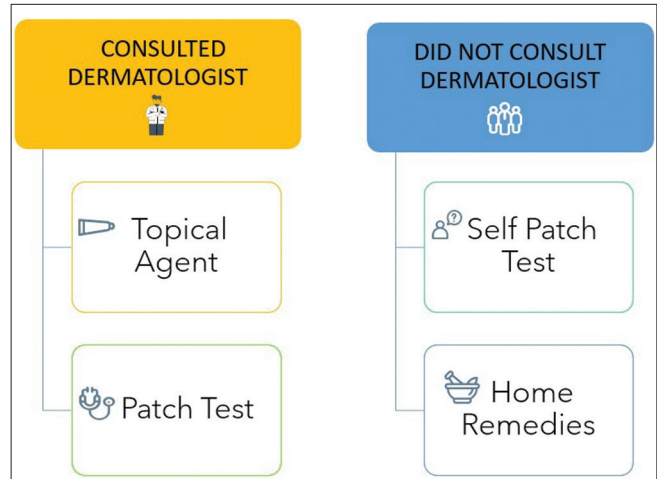 CONSULTED
DERMATOLOGIST
Topical
Agent
Patch Test
DID NOT CONSULT
DERMATOLOGIST
?
Self Patch
Test
Home
Remedies